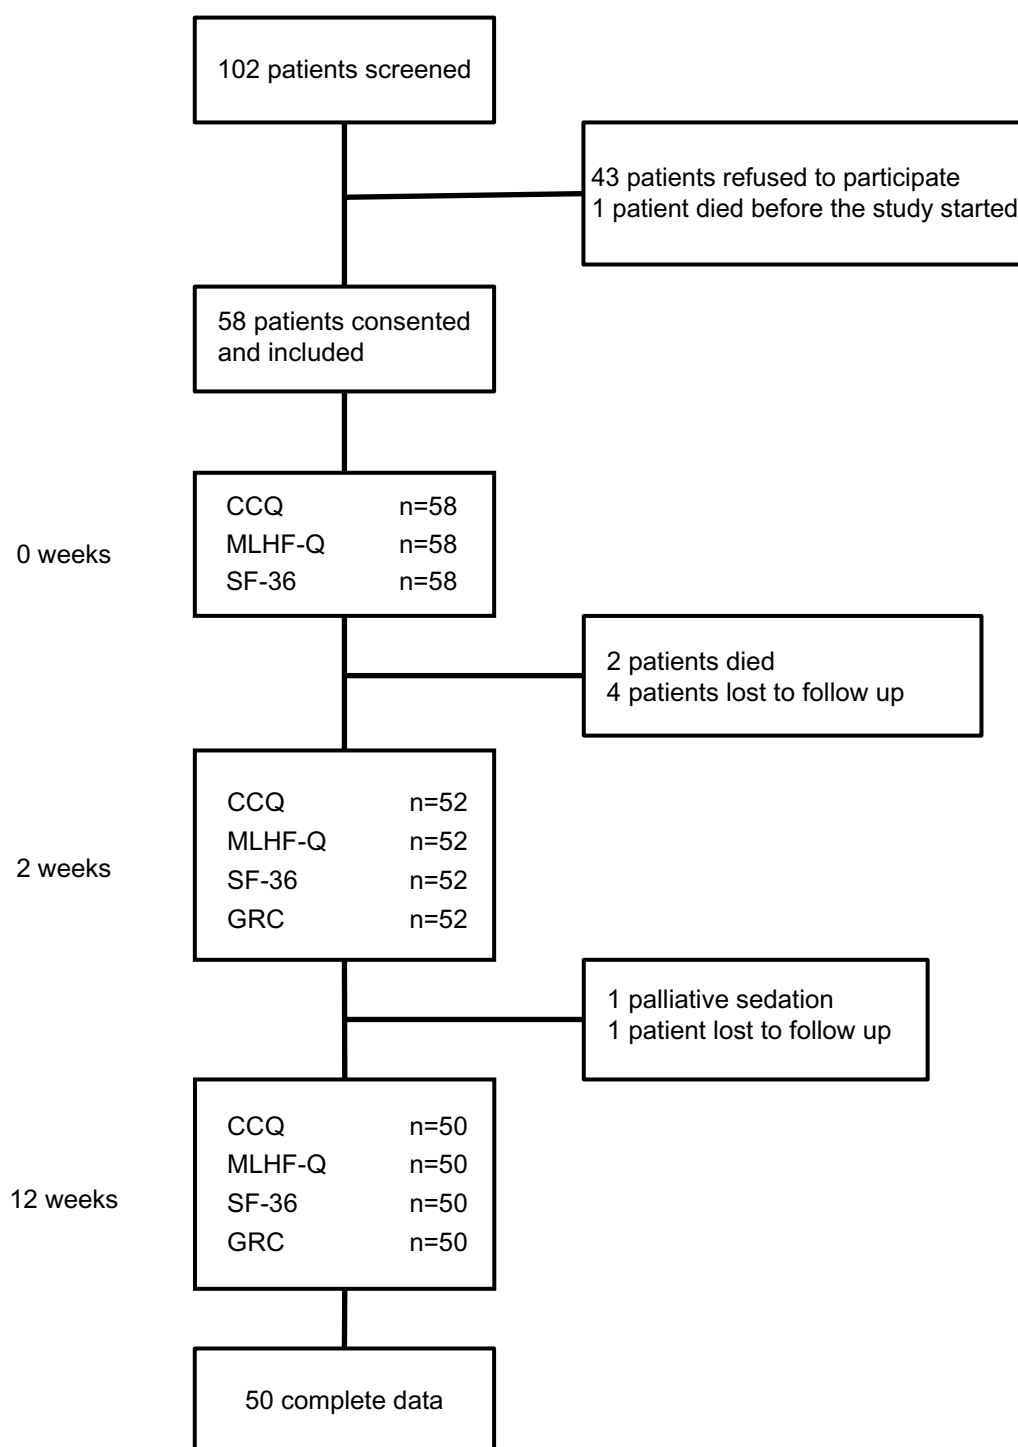 102 patients screened
43 patients refused to participate
1 patient died before the study started
58 patients consented
and included
0 weeks
CCQ n=58
MLHF-Q n=58
SF-36 n=58
2 patients died
4 patients lost to follow up
2 weeks
CCQ n=52
MLHF-Q n=52
SF-36 n=52
GRC n=52
1 palliative sedation
1 patient lost to follow up
12 weeks
CCQ n=50
MLHF-Q n=50
SF-36 n=50
GRC n=50
50 complete data